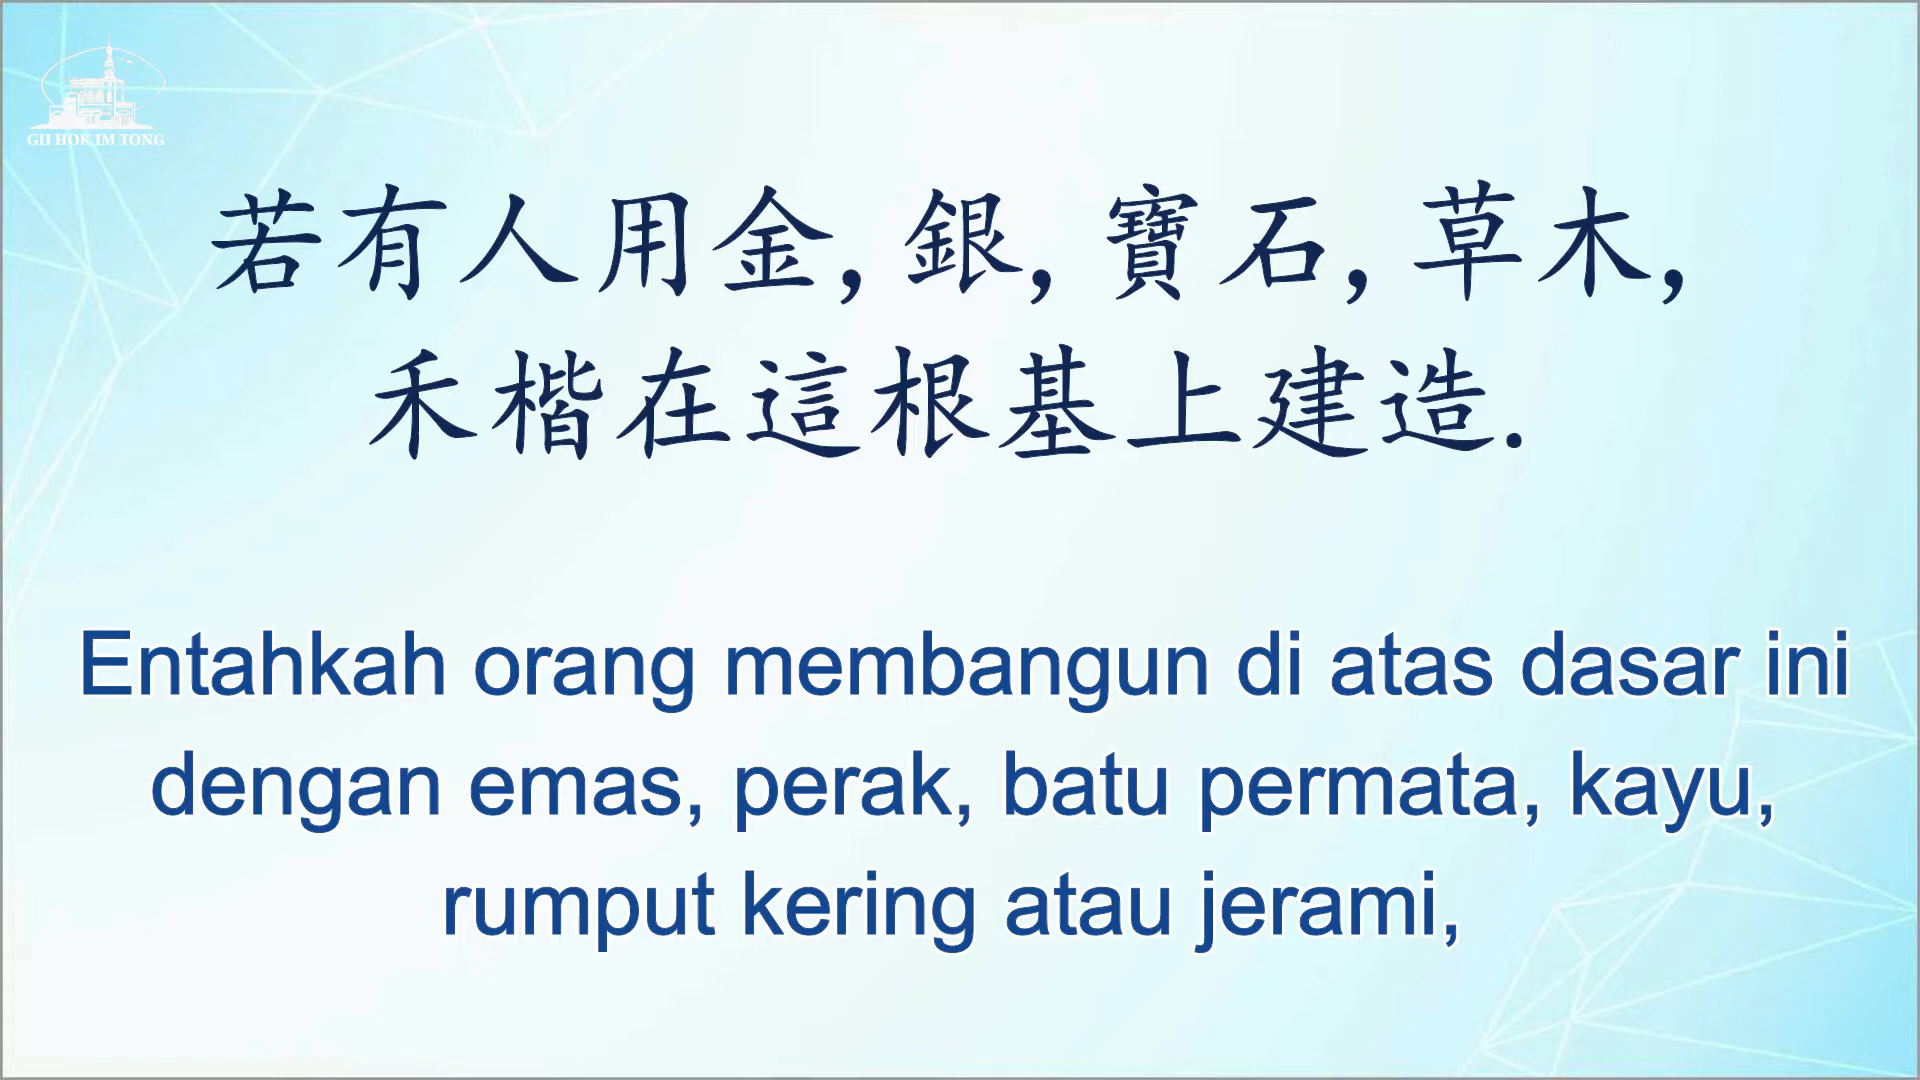 GII HOK IM TONG
若有人用金, 銀, 寶石, 草木,
禾楷在這根基上建造.
Entahkah orang membangun di atas dasar ini
dengan emas, perak, batu permata, kayu,
rumput kering atau jerami,